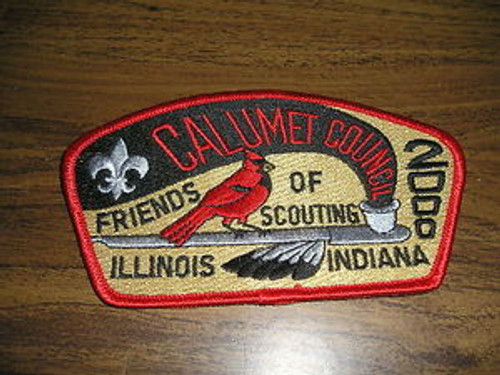 CALUMET COUNCIL
2000
FRIENDS OF
SCOUTING
ILLINOIS INDIANA